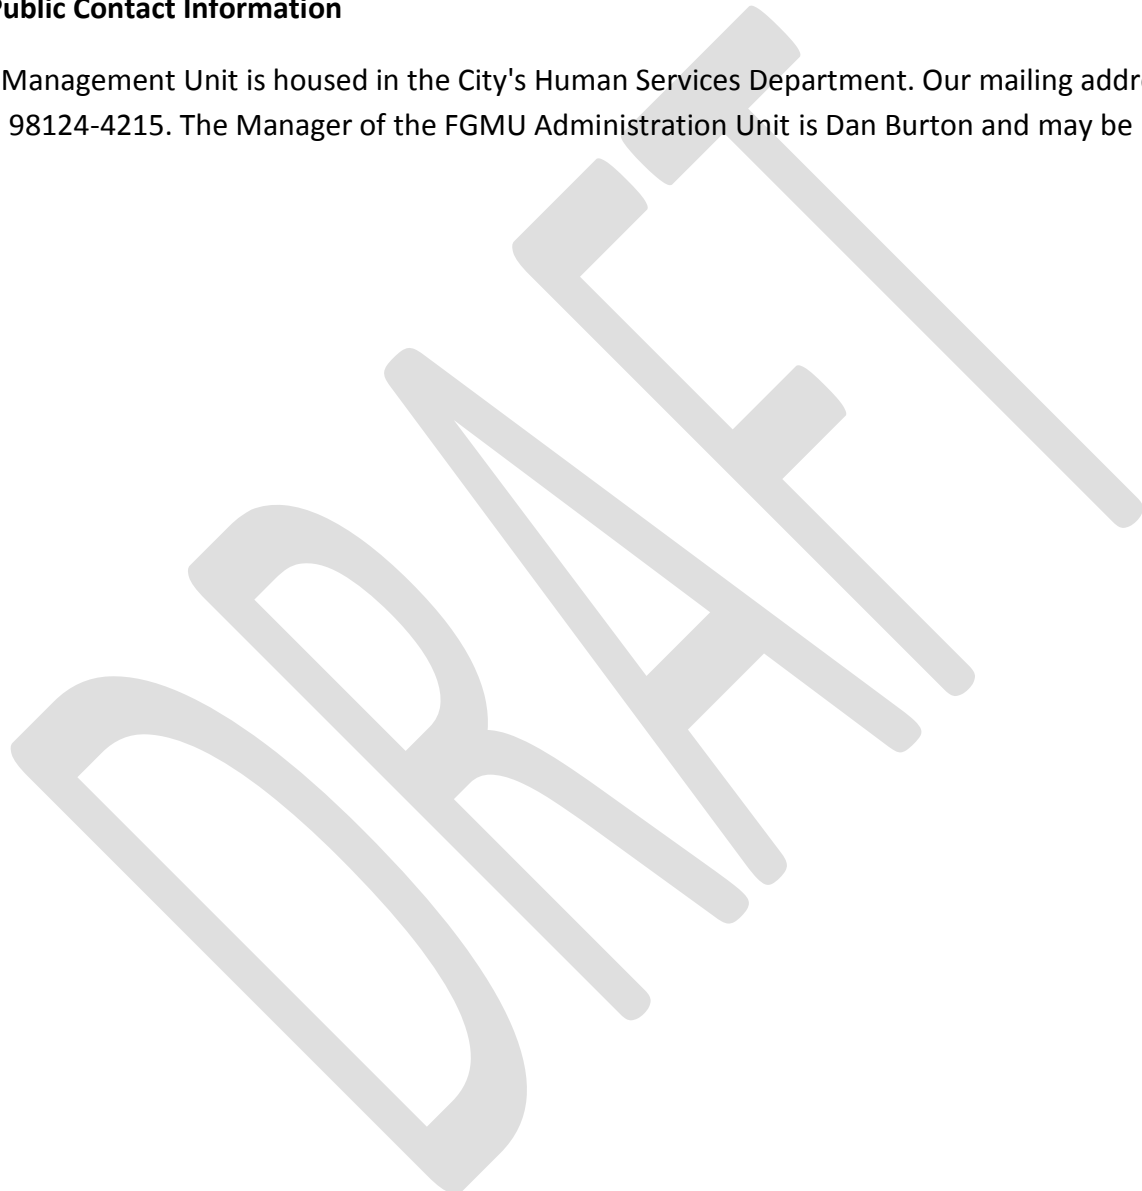 Public Contact Information
Management Unit is housed in the City's Human Services Department. Our mailing addre
98124-4215. The Manager of the FGMU Administration Unit is Dan Burton and may be
DRAFT